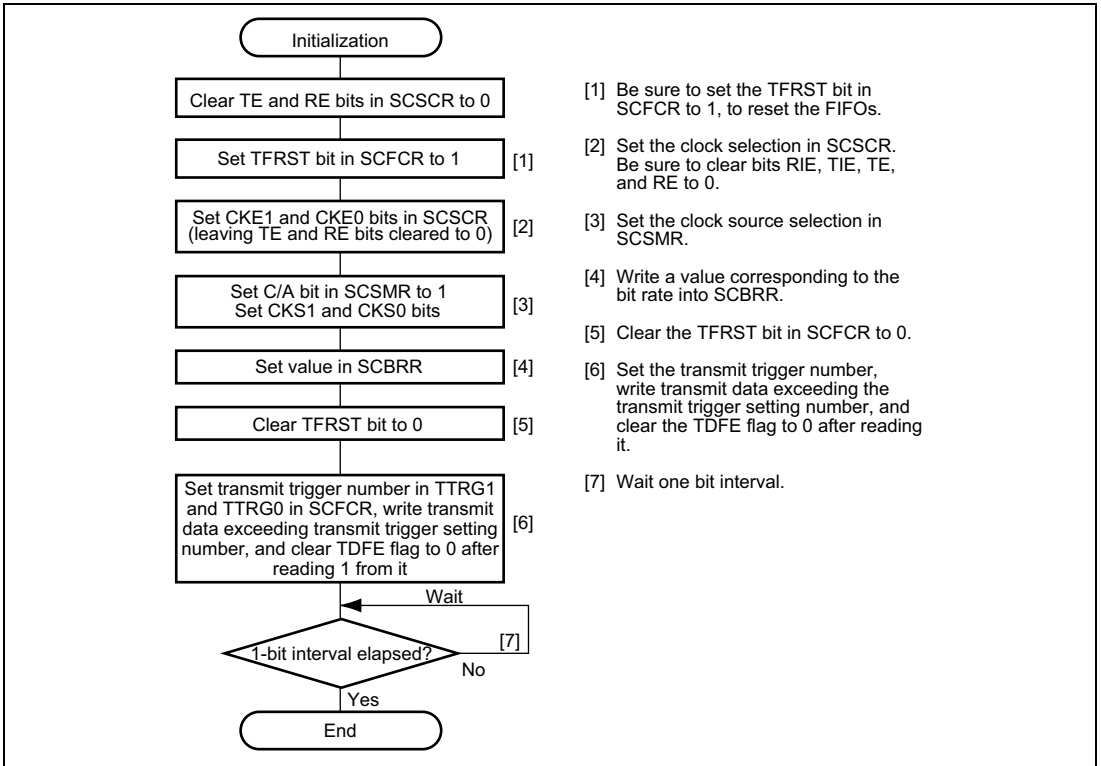 Initialization
Clear TE and RE bits in SCSCR to 0
Set TFRST bit in SCFCR to 1
[1]
Set CKE1 and CKE0 bits in SCSCR
(leaving TE and RE bits cleared to 0)
[2]
Set C/A bit in SCSMR to 1
Set CKS1 and CKS0 bits
[3]
Set value in SCBRR
[4]
Clear TFRST bit to 0
[5]
Set transmit trigger number in TTRG1
and TTRG0 in SCFCR, write transmit
data exceeding transmit trigger setting
number, and clear TDFE flag to 0 after
reading 1 from it
[6]
Wait
1-bit interval elapsed?
[7]
No
Yes
End
[1] Be sure to set the TFRST bit in
SCFCR to 1, to reset the FIFOs.
[2] Set the clock selection in SCSCR.
Be sure to clear bits RIE, TIE, TE,
and RE to 0.
[3] Set the clock source selection in
SCSMR.
[4] Write a value corresponding to the
bit rate into SCBRR.
[5] Clear the TFRST bit in SCFCR to 0.
[6] Set the transmit trigger number,
write transmit data exceeding the
transmit trigger setting number, and
clear the TDFE flag to 0 after reading
it.
[7] Wait one bit interval.